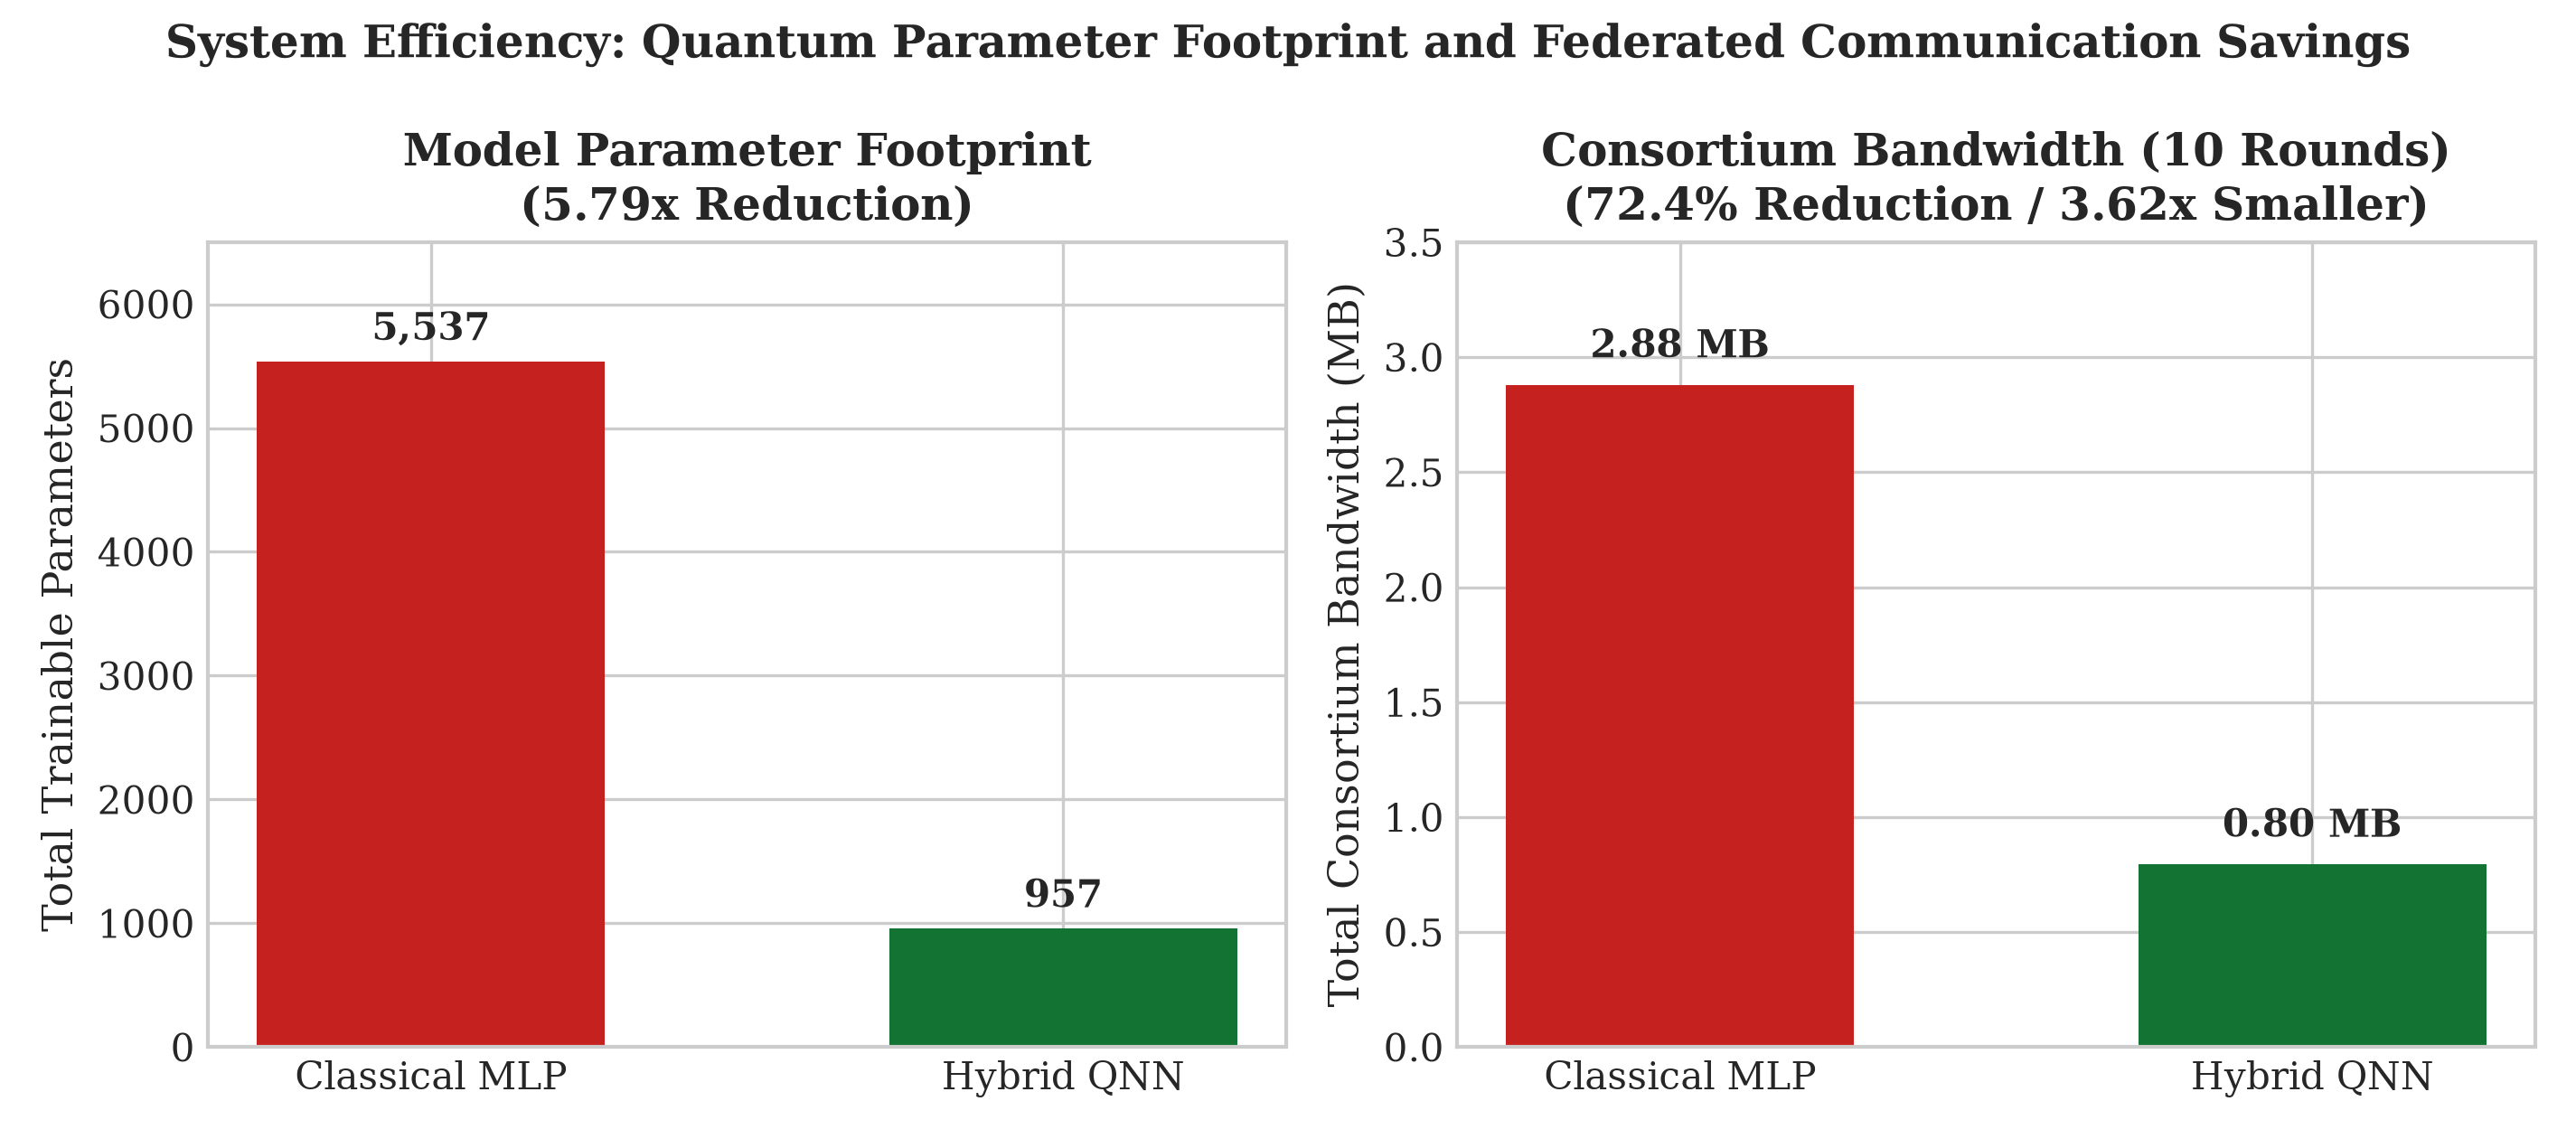 System Efficiency: Quantum Parameter Footprint and Federated Communication Savings
Model Parameter Footprint
(5.79x Reduction)
Total Trainable Parameters
6000
5000
4000
3000
2000
1000
0
5,537
957
Classical MLP
Hybrid QNN
Consortium Bandwidth (10 Rounds)
(72.4% Reduction / 3.62x Smaller)
Total Consortium Bandwidth (MB)
3.5
3.0
2.5
2.0
1.5
1.0
0.5
0.0
2.88 MB
0.80 MB
Classical MLP
Hybrid QNN